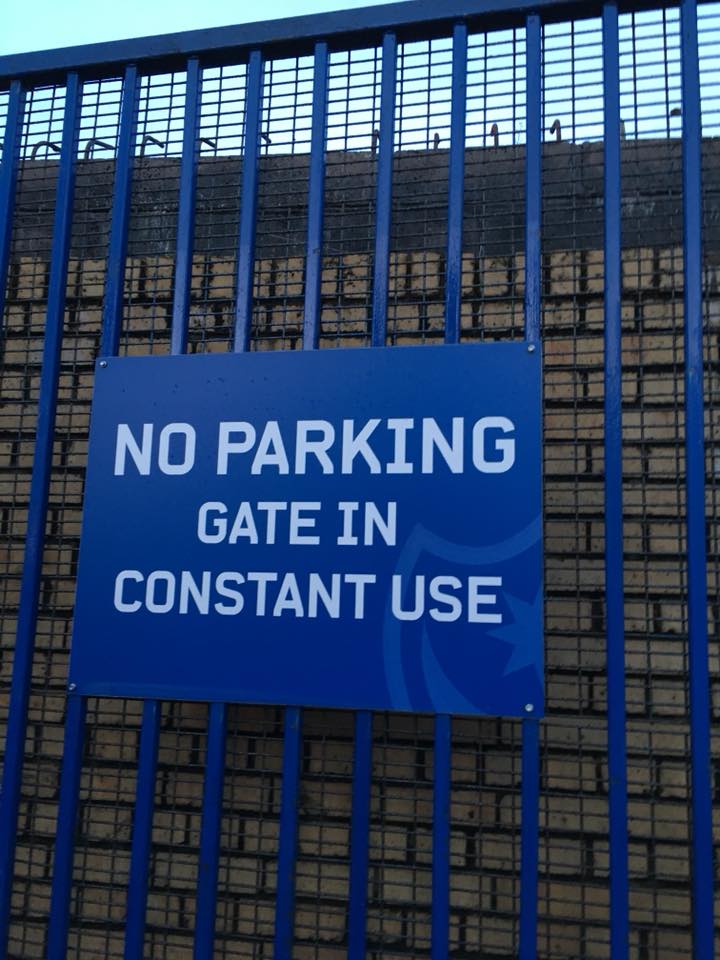 NO PARKING
GATE IN
CONSTANT USE